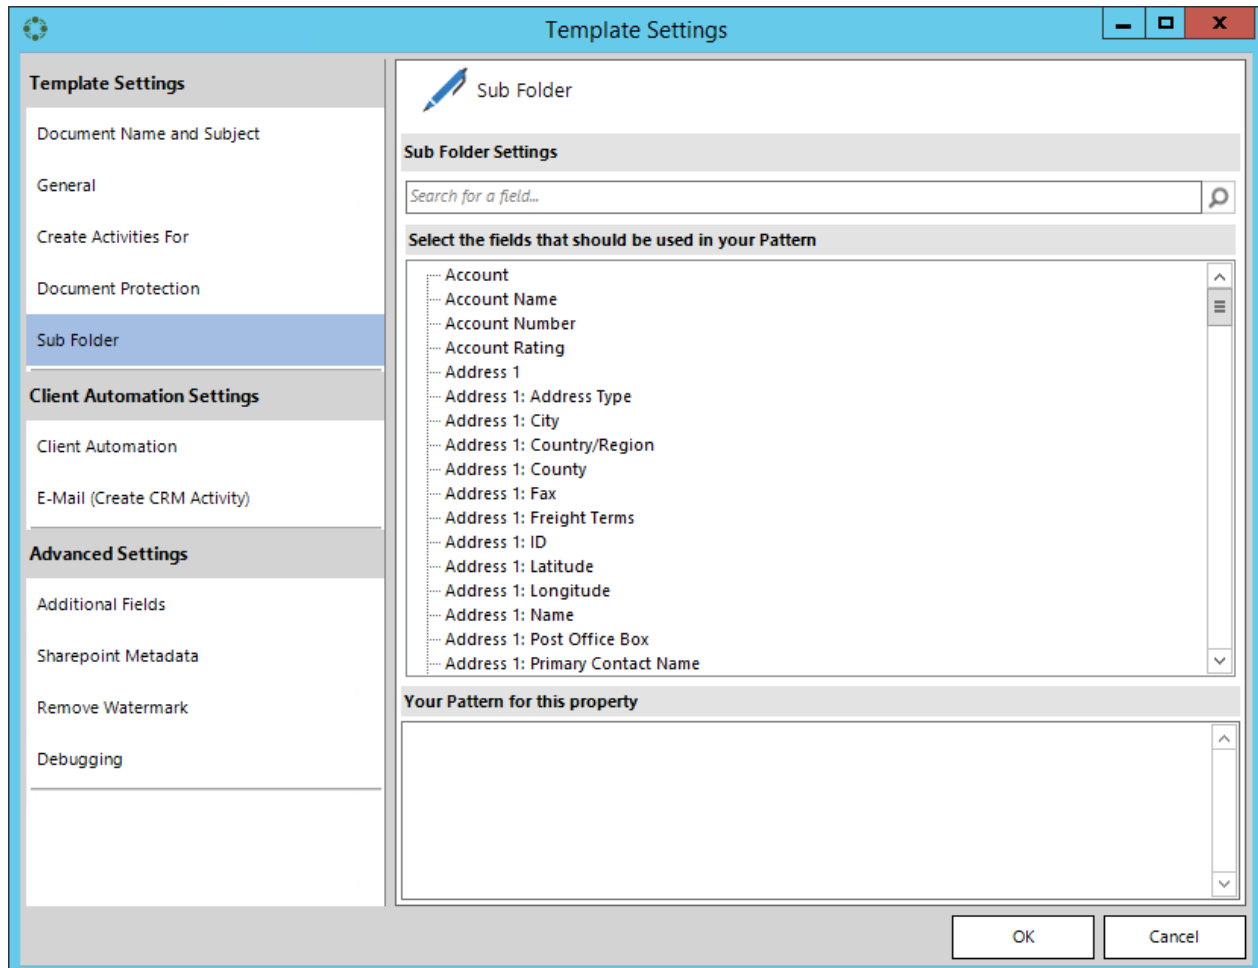 Template Settings
Template Settings
Document Name and Subject
General
Create Activities For
Document Protection
Sub Folder
Client Automation Settings
Client Automation
E-Mail (Create CRM Activity)
Advanced Settings
Additional Fields
Sharepoint Metadata
Remove Watermark
Debugging
Sub Folder
Sub Folder Settings
Search for a field...
Select the fields that should be used in your Pattern
Account
Account Name
Account Number
Account Rating
Address 1
Address 1: Address Type
Address 1: City
Address 1: Country/Region
Address 1: County
Address 1: Fax
Address 1: Freight Terms
Address 1: ID
Address 1: Latitude
Address 1: Longitude
Address 1: Name
Address 1: Post Office Box
Address 1: Primary Contact Name
Your Pattern for this property
OK
Cancel